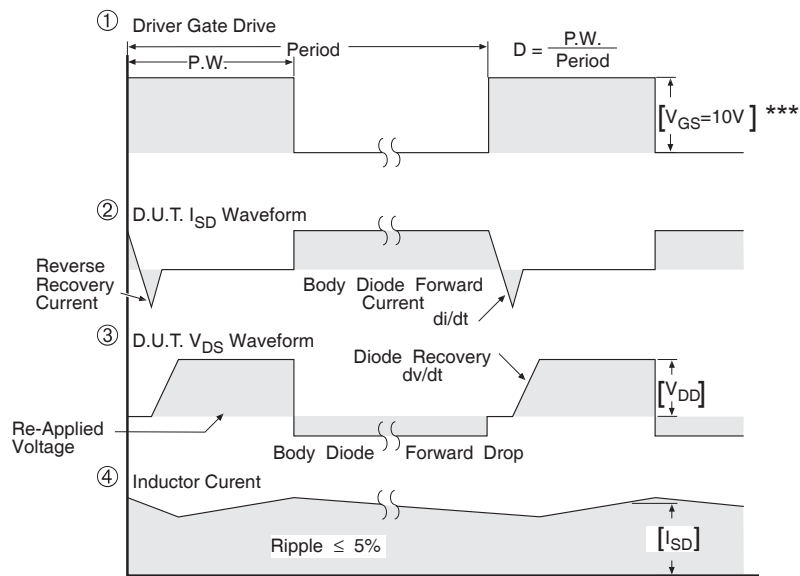 ① Driver Gate Drive
Period
P.W.
D = P.W. / Period
[VGS=10V] ***
② D.U.T. ISD Waveform
Reverse
Recovery
Current
Body Diode Forward
Current
di/dt
③ D.U.T. VDS Waveform
Diode Recovery
dv/dt
[VDD]
Re-Applied
Voltage
Body Diode Forward Drop
④ Inductor Curent
Ripple ≤ 5%
[ISD]